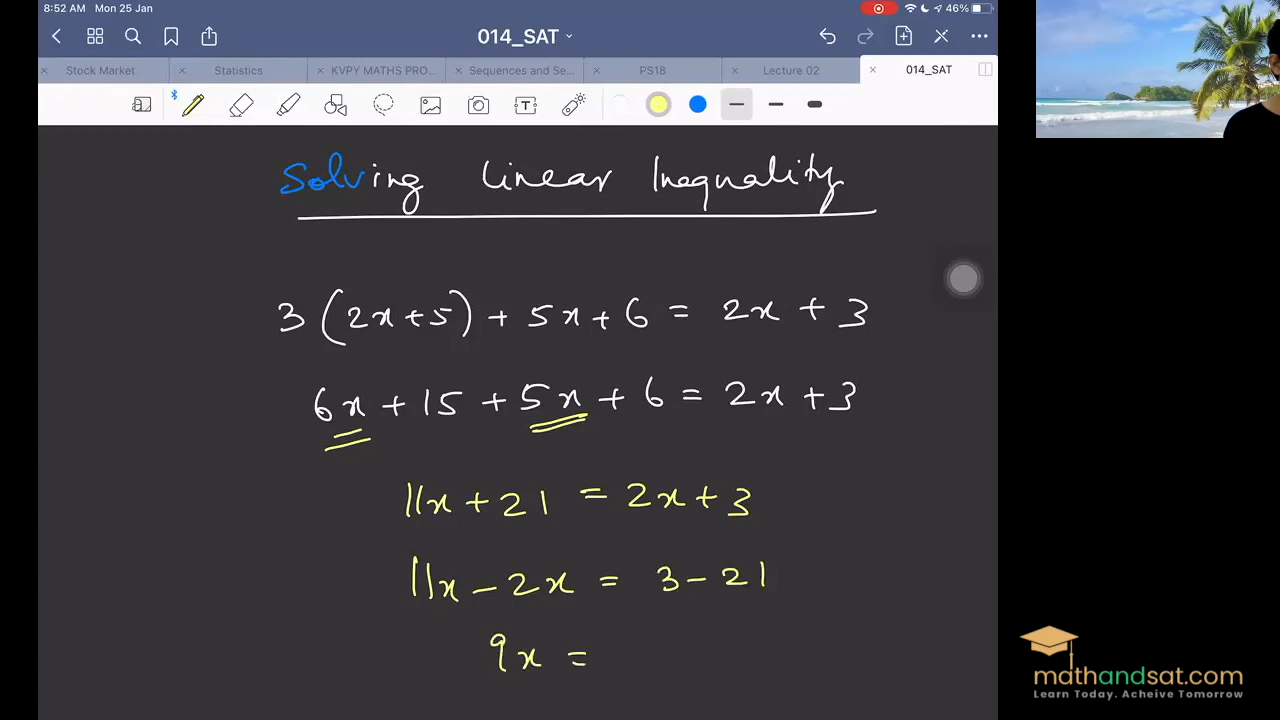 8:52 AM Mon 25 Jan
46%
014_SAT
Stock Market
Statistics
KVPY MATHS PRO...
Sequences and Se...
PS18
Lecture 02
014_SAT
Solving Linear Inequality
3(2x+5) + 5x + 6 = 2x + 3
6x + 15 + 5x + 6 = 2x + 3
11x + 21 = 2x + 3
11x - 2x = 3 - 21
9x =
mathandsat.com
Learn Today. Acheive Tomorrow